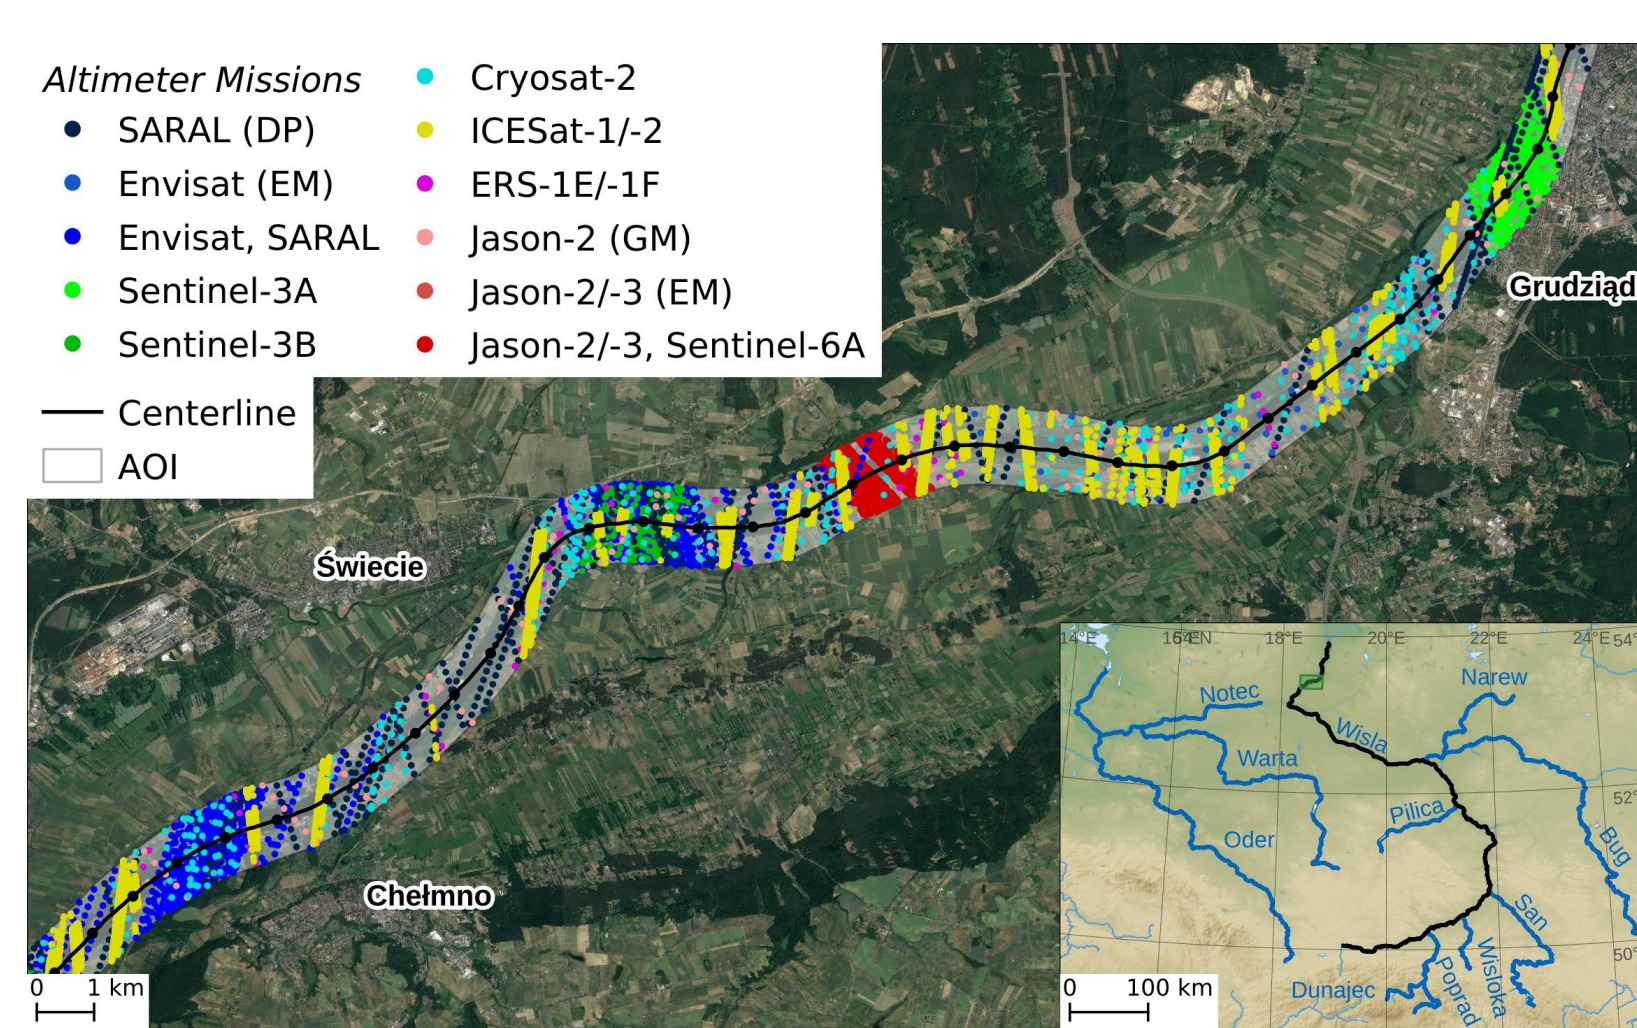 Altimeter Missions
SARAL (DP)
Envisat (EM)
Envisat, SARAL
Sentinel-3A
Sentinel-3B
Cryosat-2
ICESat-1/-2
ERS-1E/-1F
Jason-2 (GM)
Jason-2/-3 (EM)
Jason-2/-3, Sentinel-6A
Centerline
AOI
Grudziąd
Świecie
Chełmno
0 1 km
14°E 18°E 20°E 22°E 24°E 54°
Notec
Narew
Wisla
Warta
52°
Pilica
Oder
Bug
San
50°
Dunajec
Poprad
Wisloka
0 100 km